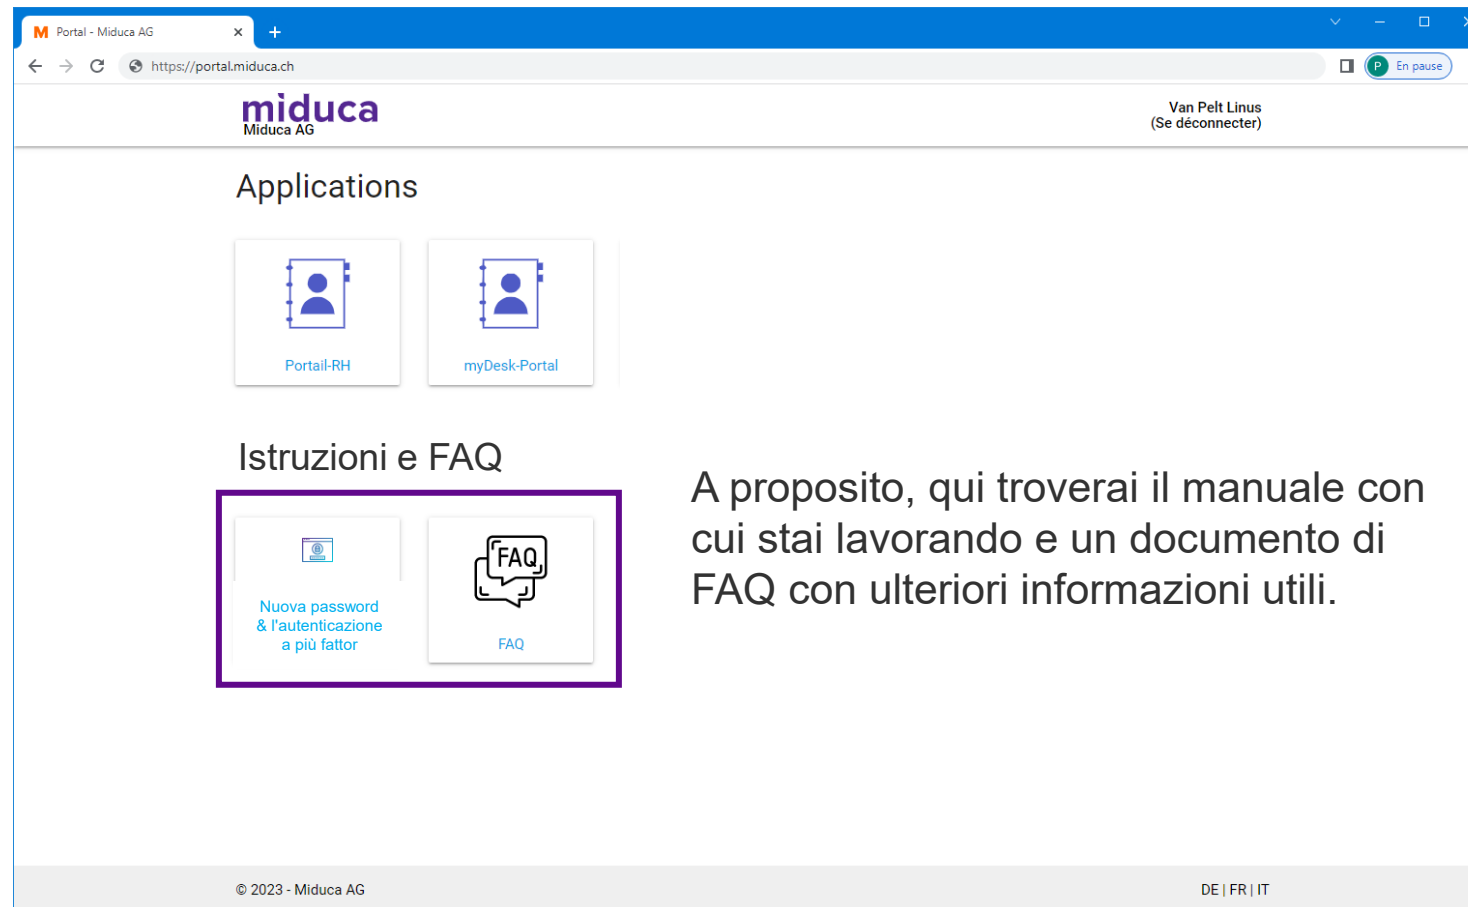 Portal - Miduca AG
https://portal.miduca.ch
P En pause
miduca
Miduca AG
Van Pelt Linus
(Se déconnecter)
Applications
Portail-RH
myDesk-Portal
Istruzioni e FAQ
Nuova password
& l'autenticazione
a più fattor
FAQ
FAQ
A proposito, qui troverai il manuale con
cui stai lavorando e un documento di
FAQ con ulteriori informazioni utili.
© 2023 - Miduca AG
DE | FR | IT